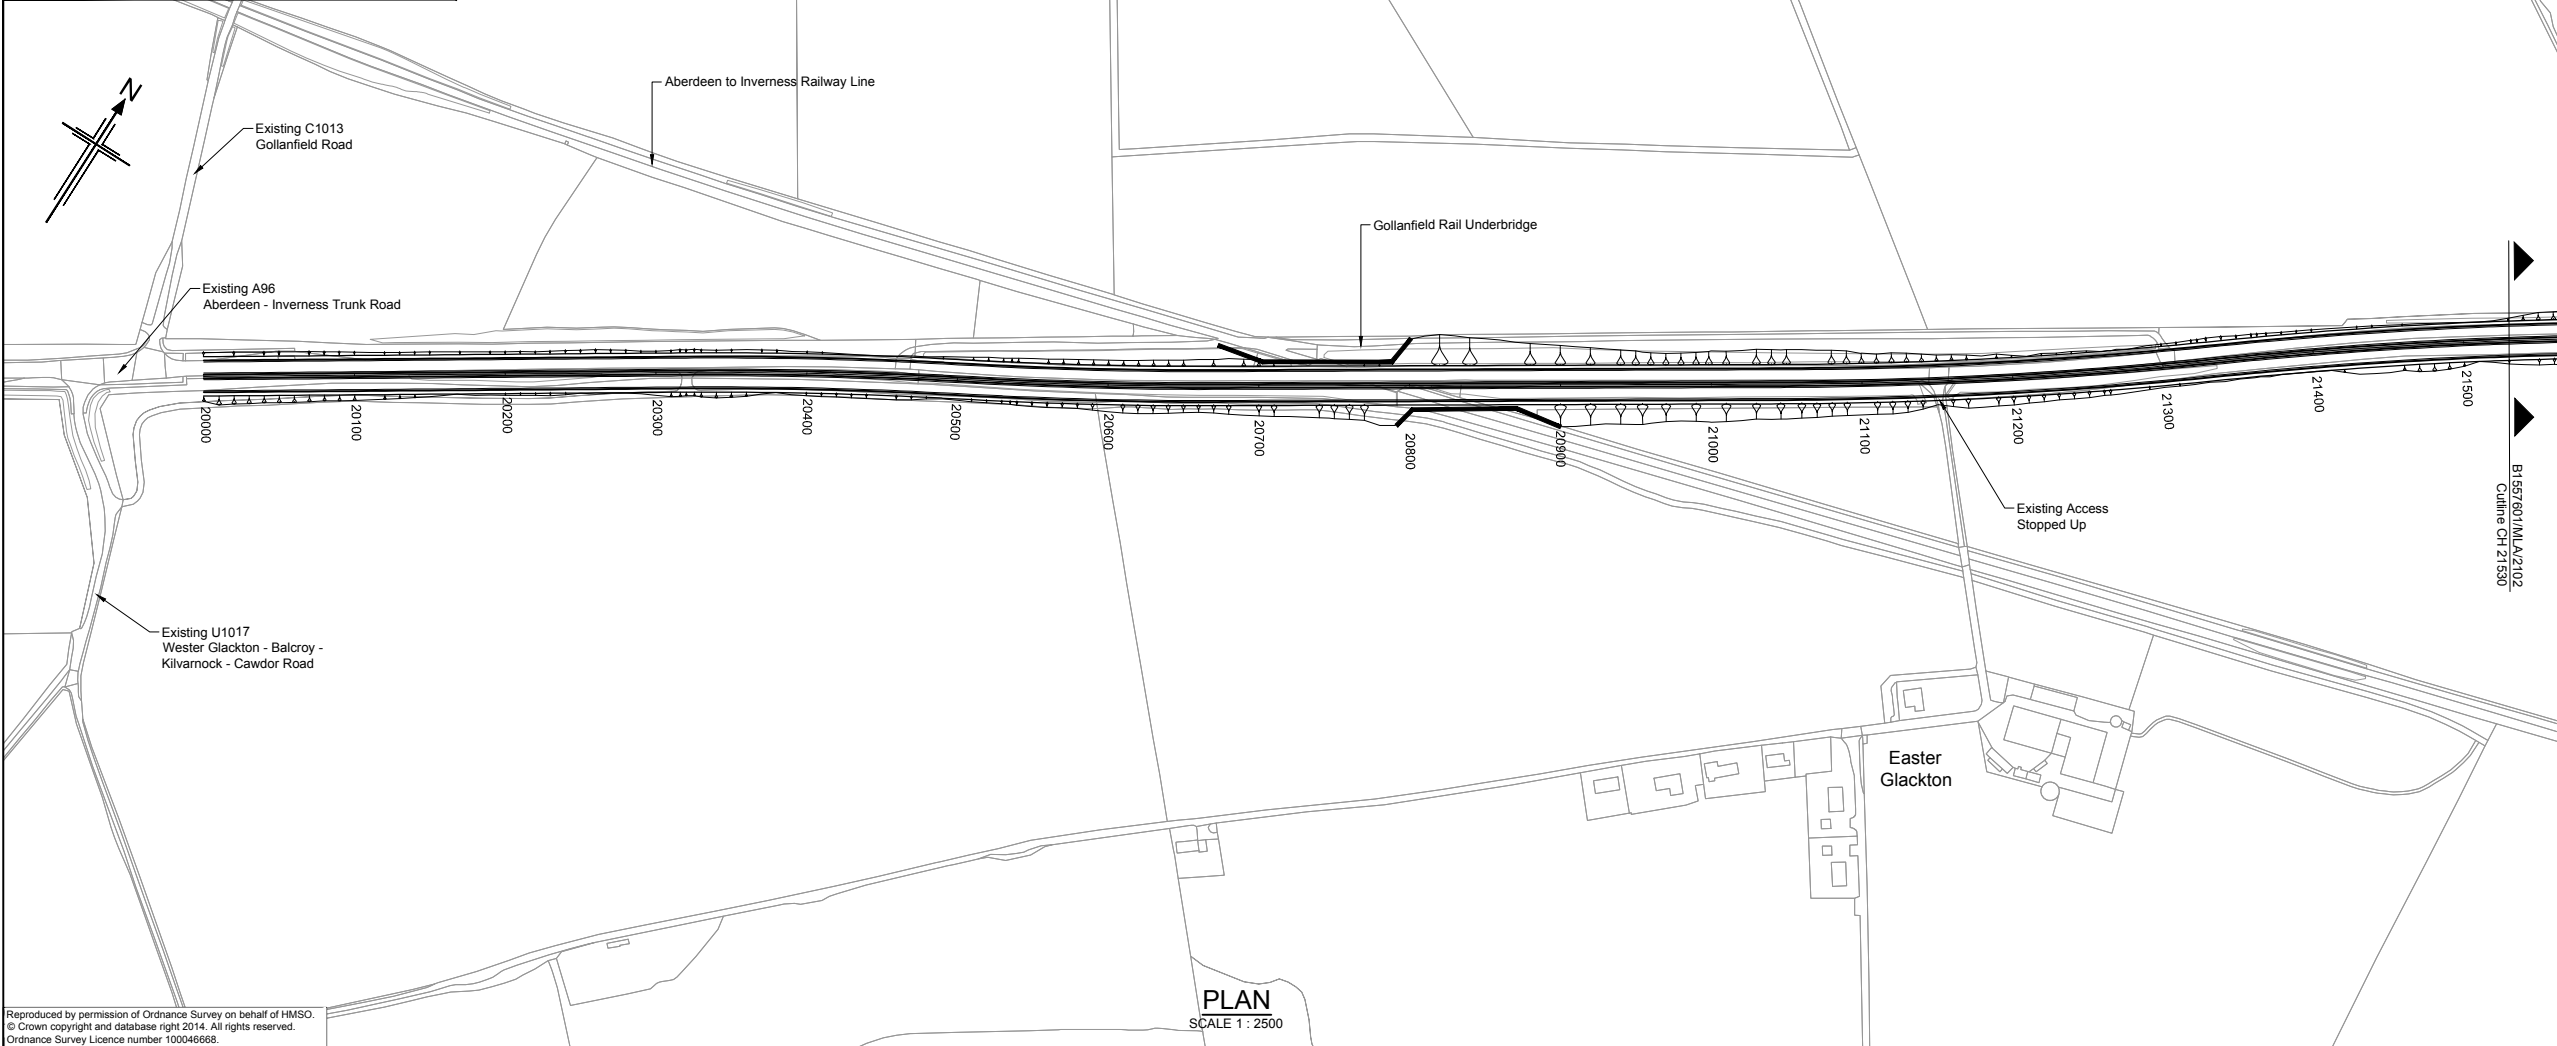 N
Aberdeen to Inverness Railway Line
Existing C1013
Gollanfield Road
Gollanfield Rail Underbridge
Existing A96
Aberdeen - Inverness Trunk Road
20000
20100
20200
20300
20400
20500
20600
20700
20800
20900
21000
21100
21200
21300
21400
21500
B1557601/MLA/2102
Cutline CH 21530
Existing Access
Stopped Up
Existing U1017
Wester Glackton - Balcroy -
Kilvarnock - Cawdor Road
Easter
Glackton
PLAN
SCALE 1 : 2500
Reproduced by permission of Ordnance Survey on behalf of HMSO.
© Crown copyright and database right 2014. All rights reserved.
Ordnance Survey Licence number 100046668.